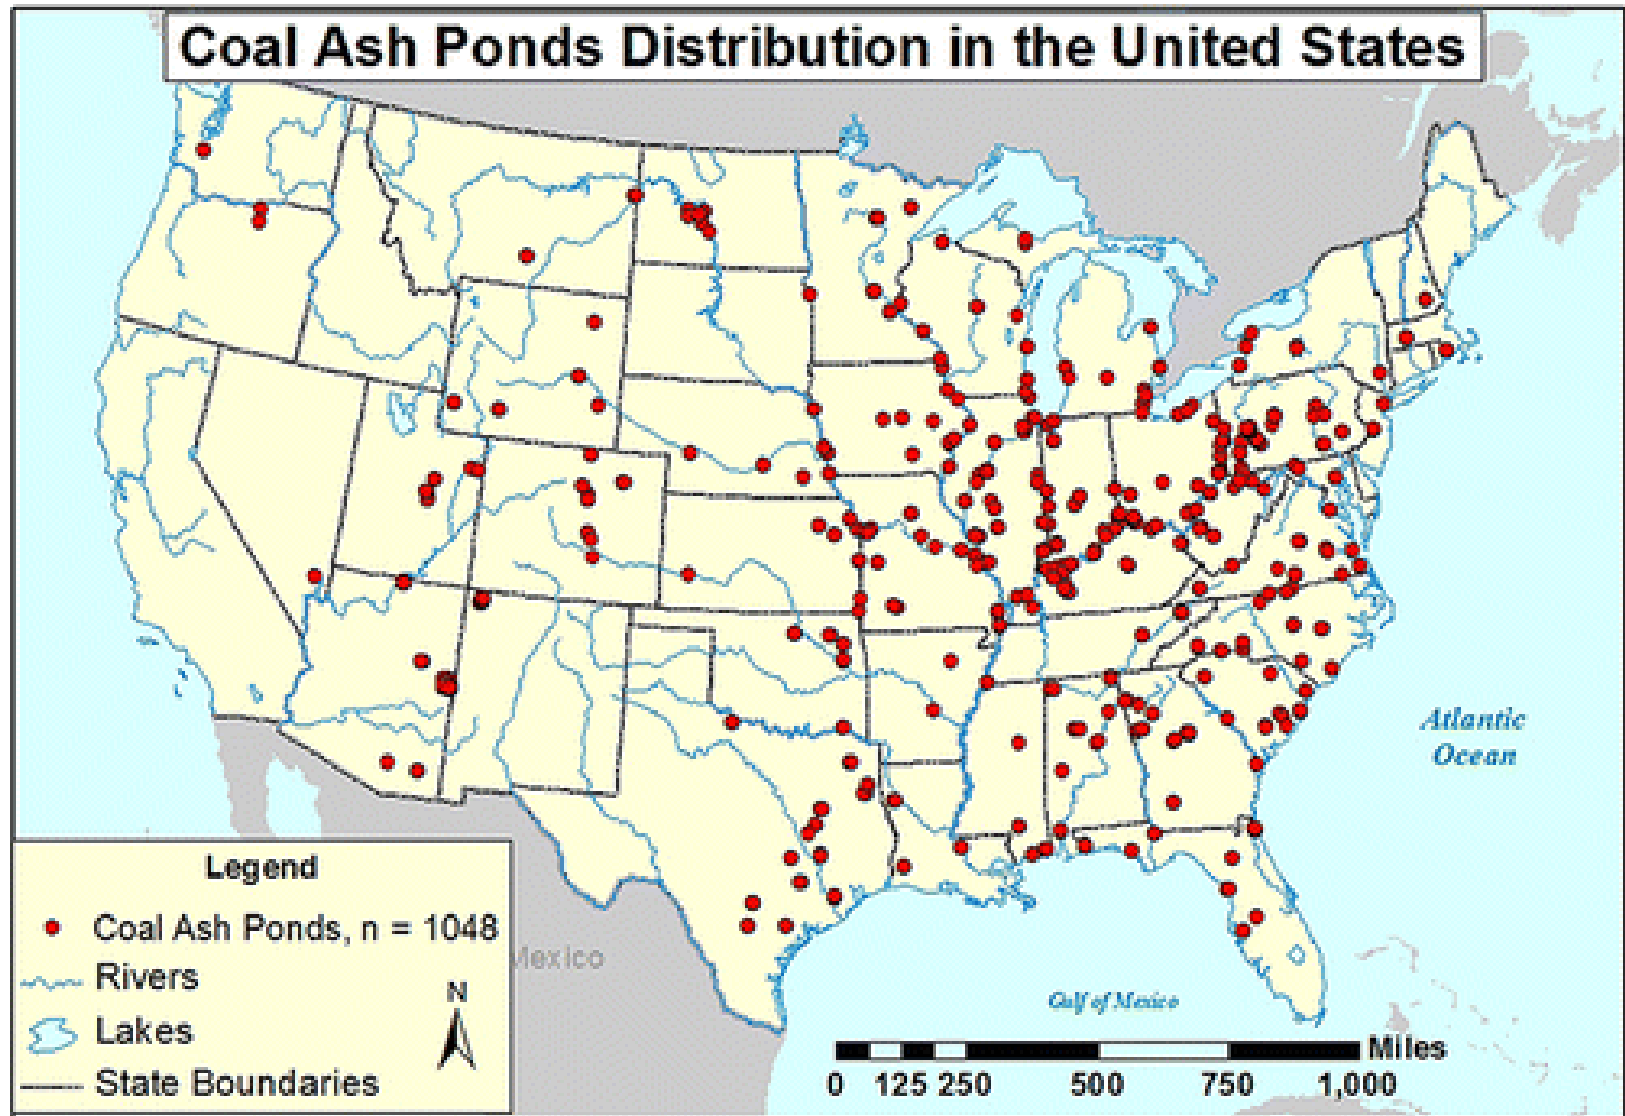 Coal Ash Ponds Distribution in the United States
Atlantic
Ocean
Legend
Coal Ash Ponds, n = 1048
Rivers
Lakes
State Boundaries
N
Mexico
Gulf of Mexico
Miles
0 125 250 500 750 1,000